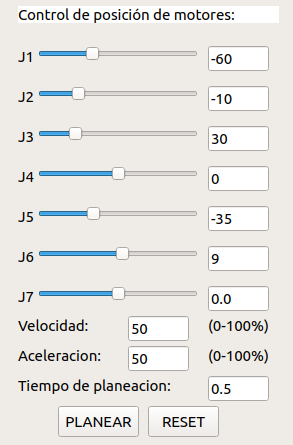 Control de posición de motores:
J1 -60
J2 -10
J3 30
J4 0
J5 -35
J6 9
J7 0.0
Velocidad: 50 (0-100%)
Aceleracion: 50 (0-100%)
Tiempo de planeacion: 0.5
PLANEAR RESET